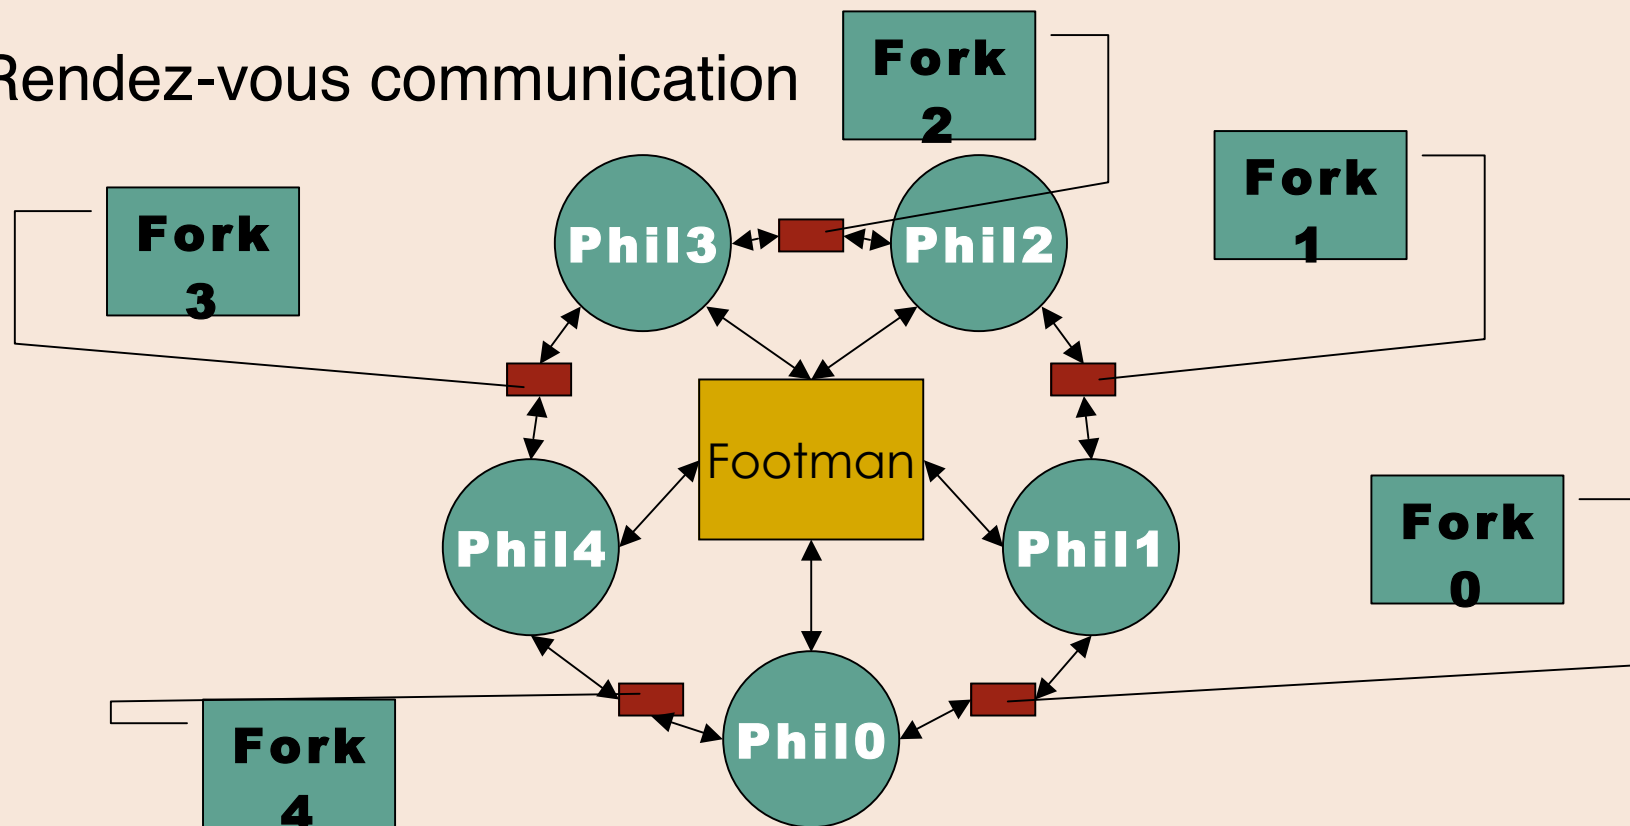 Rendez-vous communication
Fork
2
Fork
1
Fork
3
Phil3
Phil2
Footman
Phil4
Phil1
Fork
0
Phil0
Fork
4